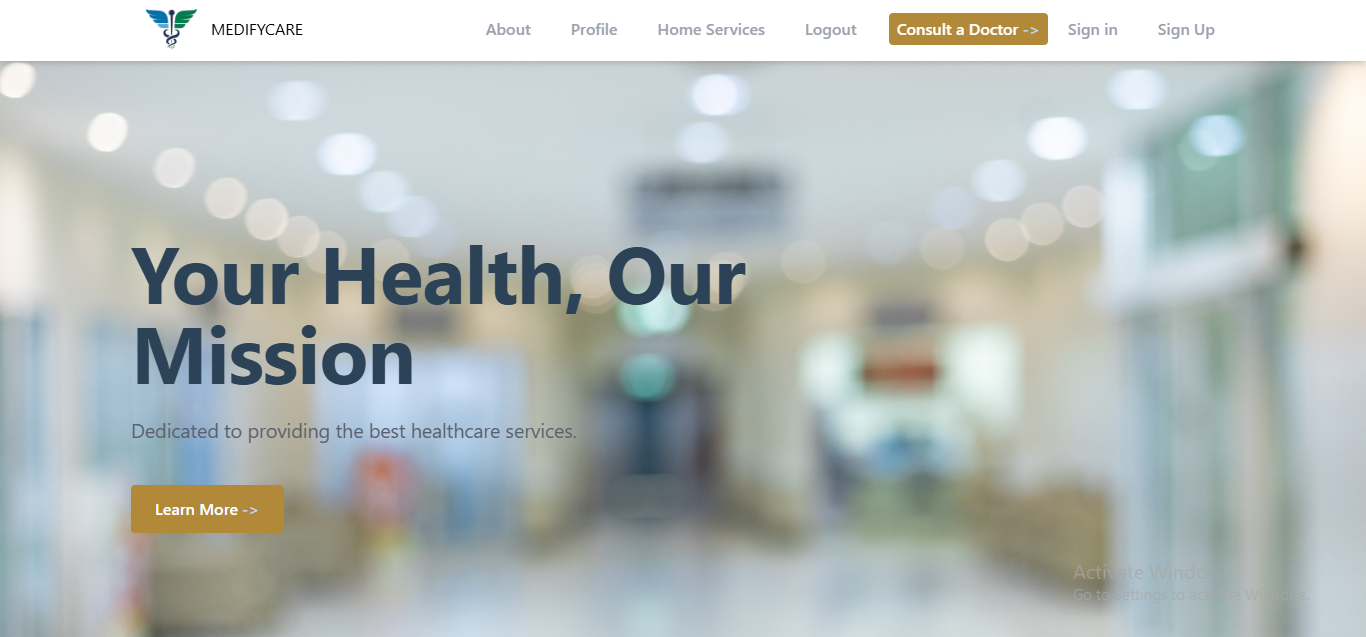 MEDIFYCARE
About
Profile
Home Services
Logout
Consult a Doctor ->
Sign in
Sign Up
Your Health, Our
Mission
Dedicated to providing the best healthcare services.
Learn More ->
Activate Windows
Go to Settings to activate Windows.